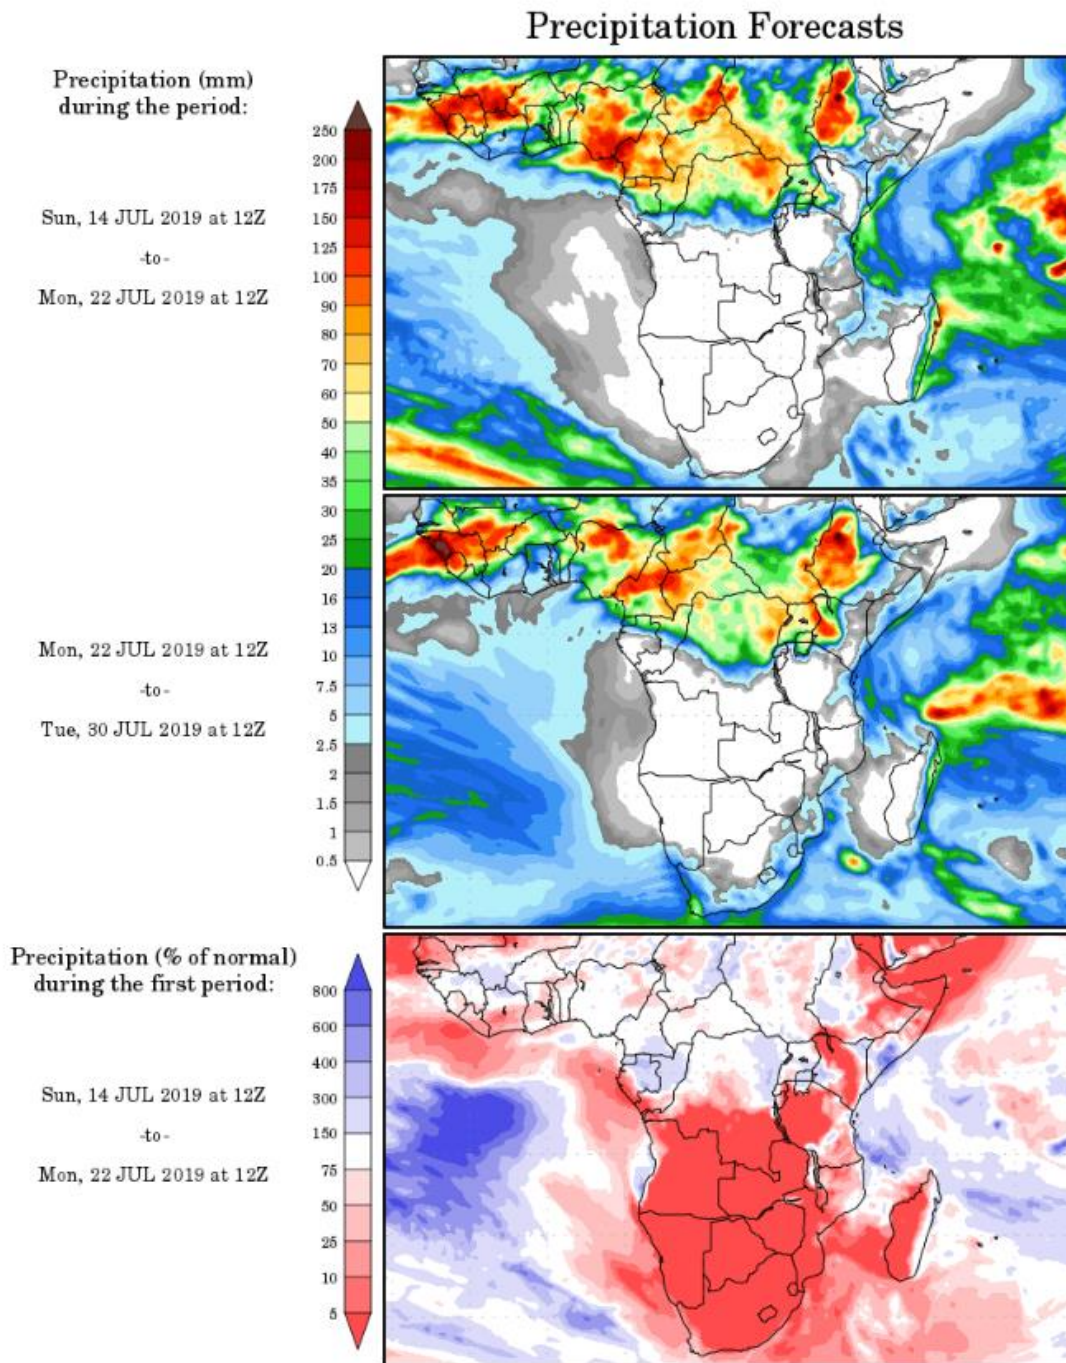 Precipitation Forecasts
Precipitation (mm)
during the period:
Sun, 14 JUL 2019 at 12Z
-to-
Mon, 22 JUL 2019 at 12Z
250
200
175
150
125
100
90
80
70
60
50
40
35
30
25
20
16
13
10
7.5
5
2.5
2
1.5
1
0.5
Mon, 22 JUL 2019 at 12Z
-to-
Tue, 30 JUL 2019 at 12Z
Precipitation (% of normal)
during the first period:
Sun, 14 JUL 2019 at 12Z
-to-
Mon, 22 JUL 2019 at 12Z
800
600
400
300
150
75
50
25
10
5